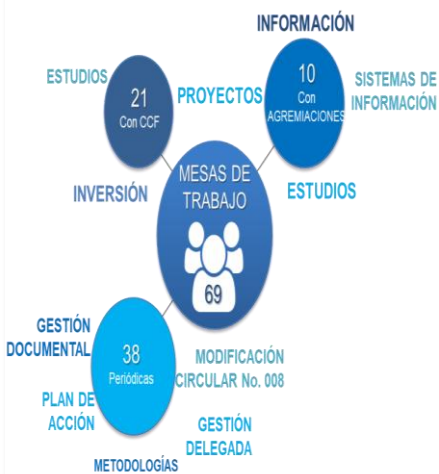 INFORMACIÓN
ESTUDIOS
21
Con CCF
PROYECTOS
10
Con
AGREMIACIONES
SISTEMAS DE
INFORMACIÓN
INVERSIÓN
MESAS DE
TRABAJO
69
ESTUDIOS
GESTIÓN
DOCUMENTAL
38
Periódicas
MODIFICACIÓN
CIRCULAR No. 008
PLAN DE
ACCIÓN
GESTIÓN
DELEGADA
METODOLOGÍAS